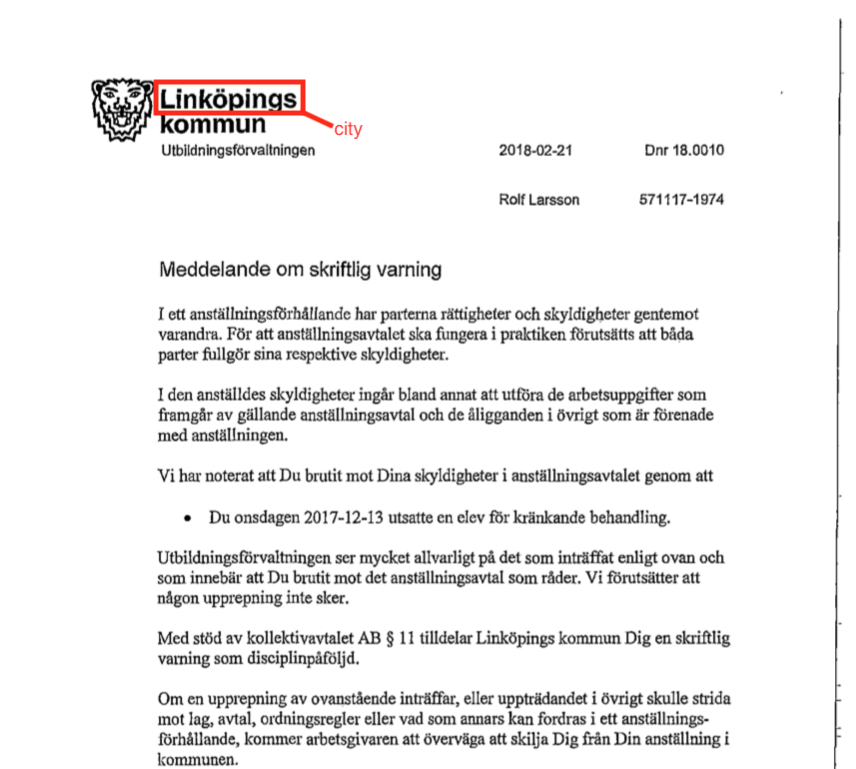 Linköpings
kommun
city
Utbildningsförvaltningen 2018-02-21 Dnr 18.0010
Rolf Larsson 571117-1974
Meddelande om skriftlig varning
I ett anställningsförhållande har parterna rättigheter och skyldigheter gentemot
varandra. För att anställningsavtalet ska fungera i praktiken förutsätts att båda
parter fullgör sina respektive skyldigheter.
I den anställdes skyldigheter ingår bland annat att utföra de arbetsuppgifter som
framgår av gällande anställningsavtal och de åligganden i övrigt som är förenade
med anställningen.
Vi har noterat att Du brutit mot Dina skyldigheter i anställningsavtalet genom att
• Du onsdagen 2017-12-13 utsatte en elev för kränkande behandling.
Utbildningsförvaltningen ser mycket allvarligt på det som inträffat enligt ovan och
som innebär att Du brutit mot det anställningsavtal som råder. Vi förutsätter att
någon upprepning inte sker.
Med stöd av kollektivavtalet AB § 11 tilldelar Linköpings kommun Dig en skriftlig
varning som disciplinpåföljd.
Om en upprepning av ovanstående inträffar, eller uppträdandet i övrigt skulle strida
mot lag, avtal, ordningsregler eller vad som annars kan fordras i ett anställnings-
förhållande, kommer arbetsgivaren att överväga att skilja Dig från Din anställning i
kommunen.